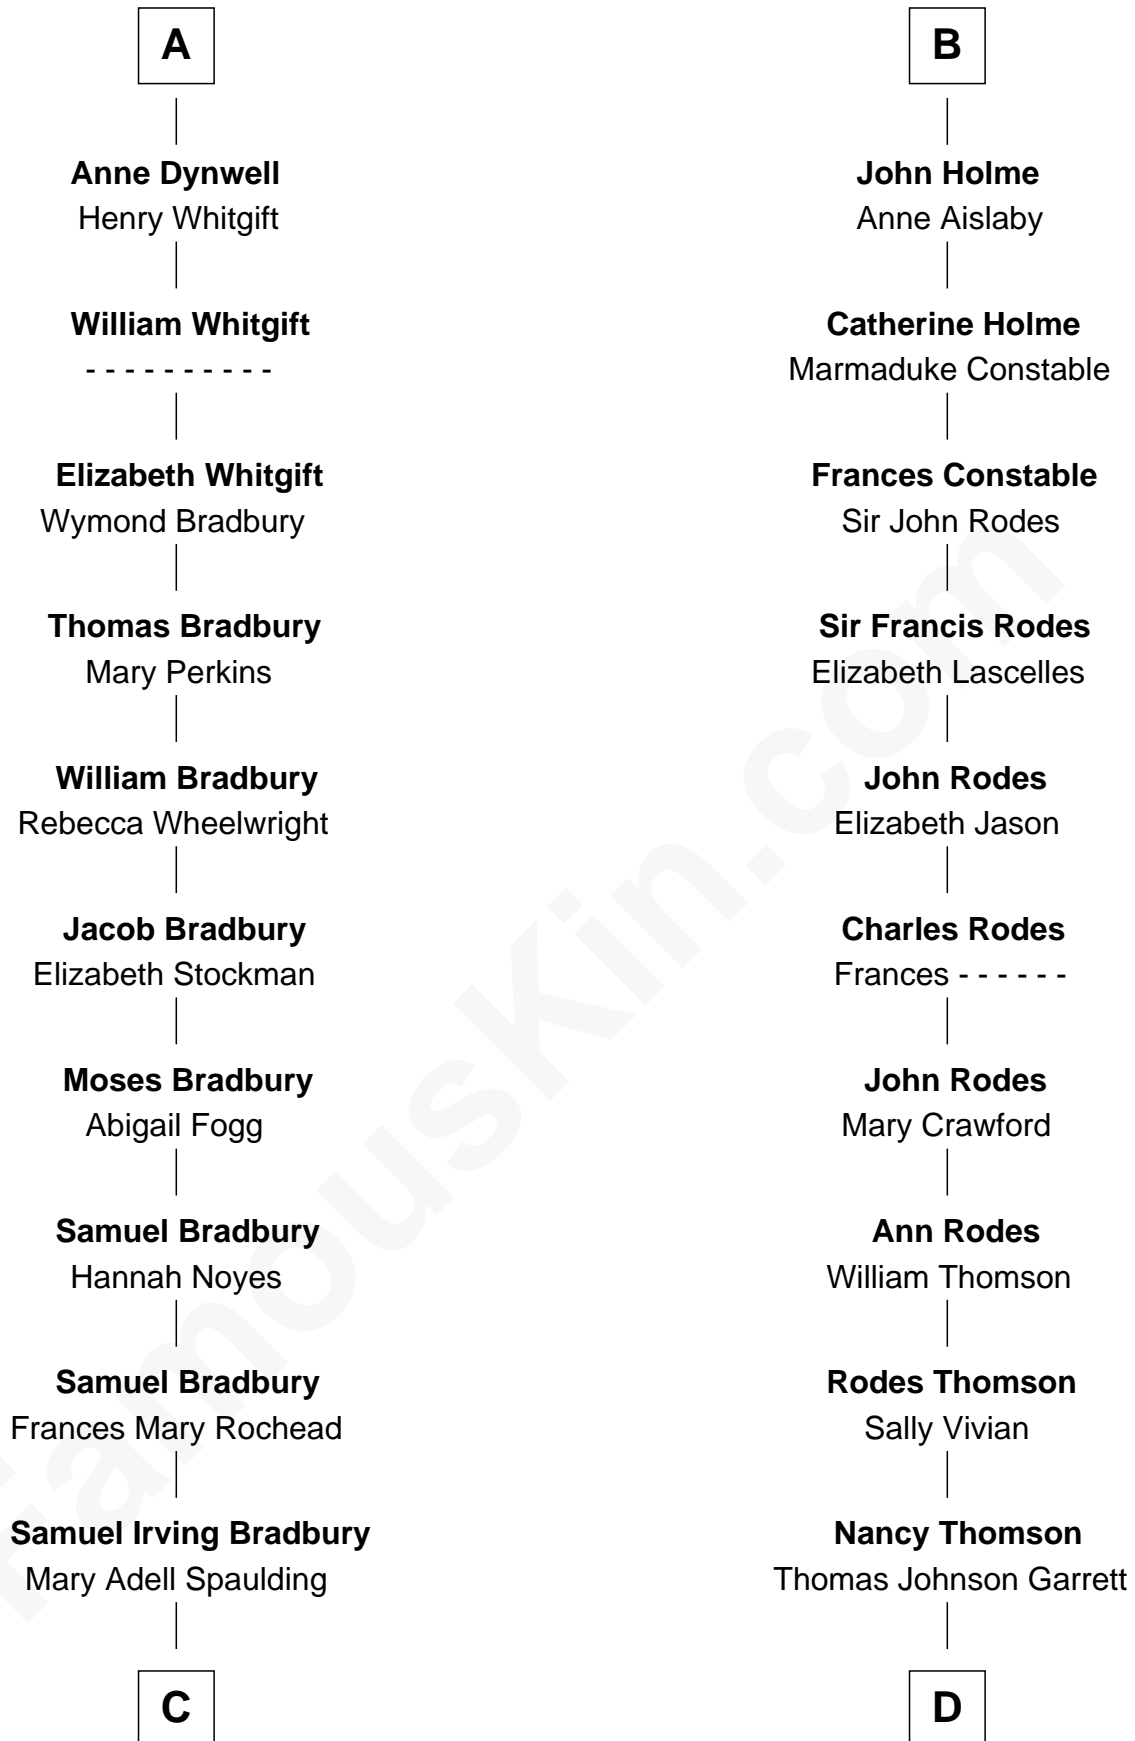 A
Anne Dynwell
Henry Whitgift
William Whitgift
- - - - - - - - - -
Elizabeth Whitgift
Wymond Bradbury
Thomas Bradbury
Mary Perkins
William Bradbury
Rebecca Wheelwright
Jacob Bradbury
Elizabeth Stockman
Moses Bradbury
Abigail Fogg
Samuel Bradbury
Hannah Noyes
Samuel Bradbury
Frances Mary Rochead
Samuel Irving Bradbury
Mary Adell Spaulding
C
B
John Holme
Anne Aislaby
Catherine Holme
Marmaduke Constable
Frances Constable
Sir John Rodes
Sir Francis Rodes
Elizabeth Lascelles
John Rodes
Elizabeth Jason
Charles Rodes
Frances - - - - - -
John Rodes
Mary Crawford
Ann Rodes
William Thomson
Rodes Thomson
Sally Vivian
Nancy Thomson
Thomas Johnson Garrett
D
FamousKin.com